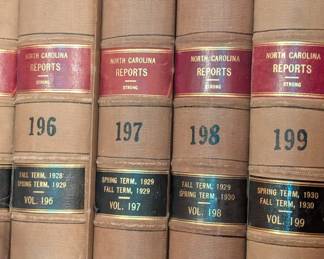 NORTH CAROLINA
REPORTS
STRONG
196
FALL TERM, 1928
SPRING TERM, 1929
VOL. 196
NORTH CAROLINA
REPORTS
STRONG
197
SPRING TERM, 1929
FALL TERM, 1929
VOL. 197
NORTH CAROLINA
REPORTS
STRONG
198
FALL TERM, 1929
SPRING TERM, 1930
VOL. 198
NORTH CAROLINA
REPORTS
STRONG
199
SPRING TERM, 1930
FALL TERM, 1930
VOL. 199